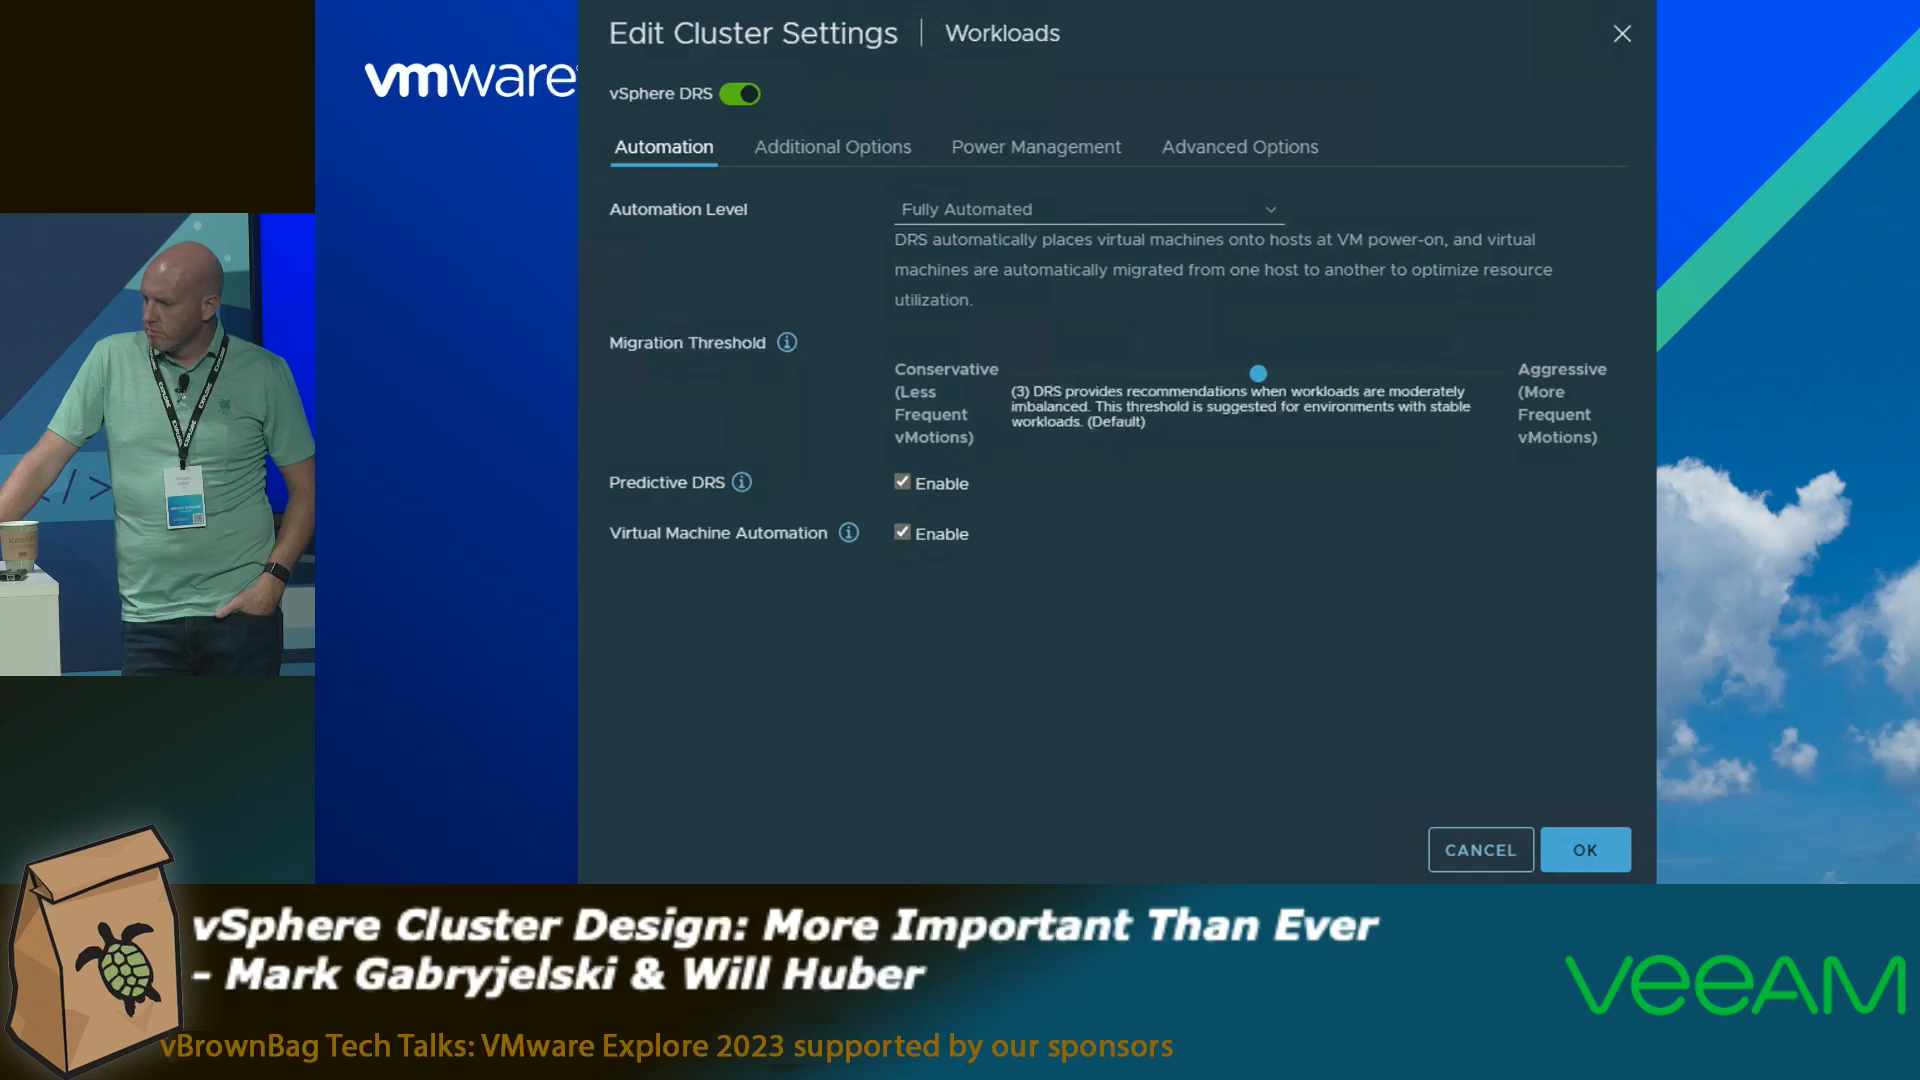 vmware
Edit Cluster Settings | Workloads
vSphere DRS
Automation Additional Options Power Management Advanced Options
Automation Level
Fully Automated
DRS automatically places virtual machines onto hosts at VM power-on, and virtual
machines are automatically migrated from one host to another to optimize resource
utilization.
Migration Threshold
Conservative
(Less
Frequent
vMotions)
(3) DRS provides recommendations when workloads are moderately
imbalanced. This threshold is suggested for environments with stable
workloads. (Default)
Aggressive
(More
Frequent
vMotions)
Predictive DRS
Enable
Virtual Machine Automation
Enable
CANCEL
OK
EXPLORE
EXPLORE
EXPLORE
EXPLORE
</>
vSphere Cluster Design: More Important Than Ever
- Mark Gabryjelski & Will Huber
veeAM
vBrownBag Tech Talks: VMware Explore 2023 supported by our sponsors